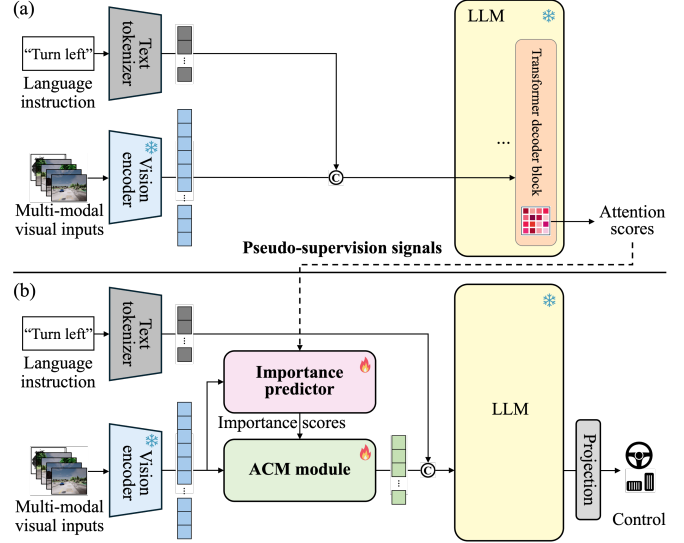 (a)
"Turn left"
Language
instruction
Text
tokenizer
Multi-modal
visual inputs
Vision
encoder
C
LLM
...
Transformer decoder block
Attention
scores
Pseudo-supervision signals
(b)
"Turn left"
Language
instruction
Text
tokenizer
Importance
predictor
Importance scores
Multi-modal
visual inputs
Vision
encoder
ACM module
C
LLM
Projection
Control